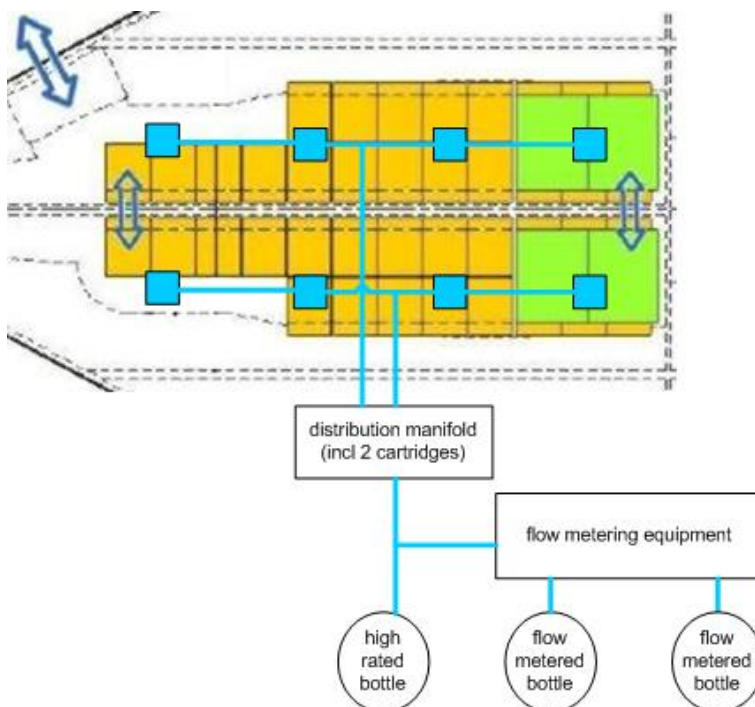 distribution manifold
(incl 2 cartridges)
flow metering equipment
high
rated
bottle
flow
metered
bottle
flow
metered
bottle